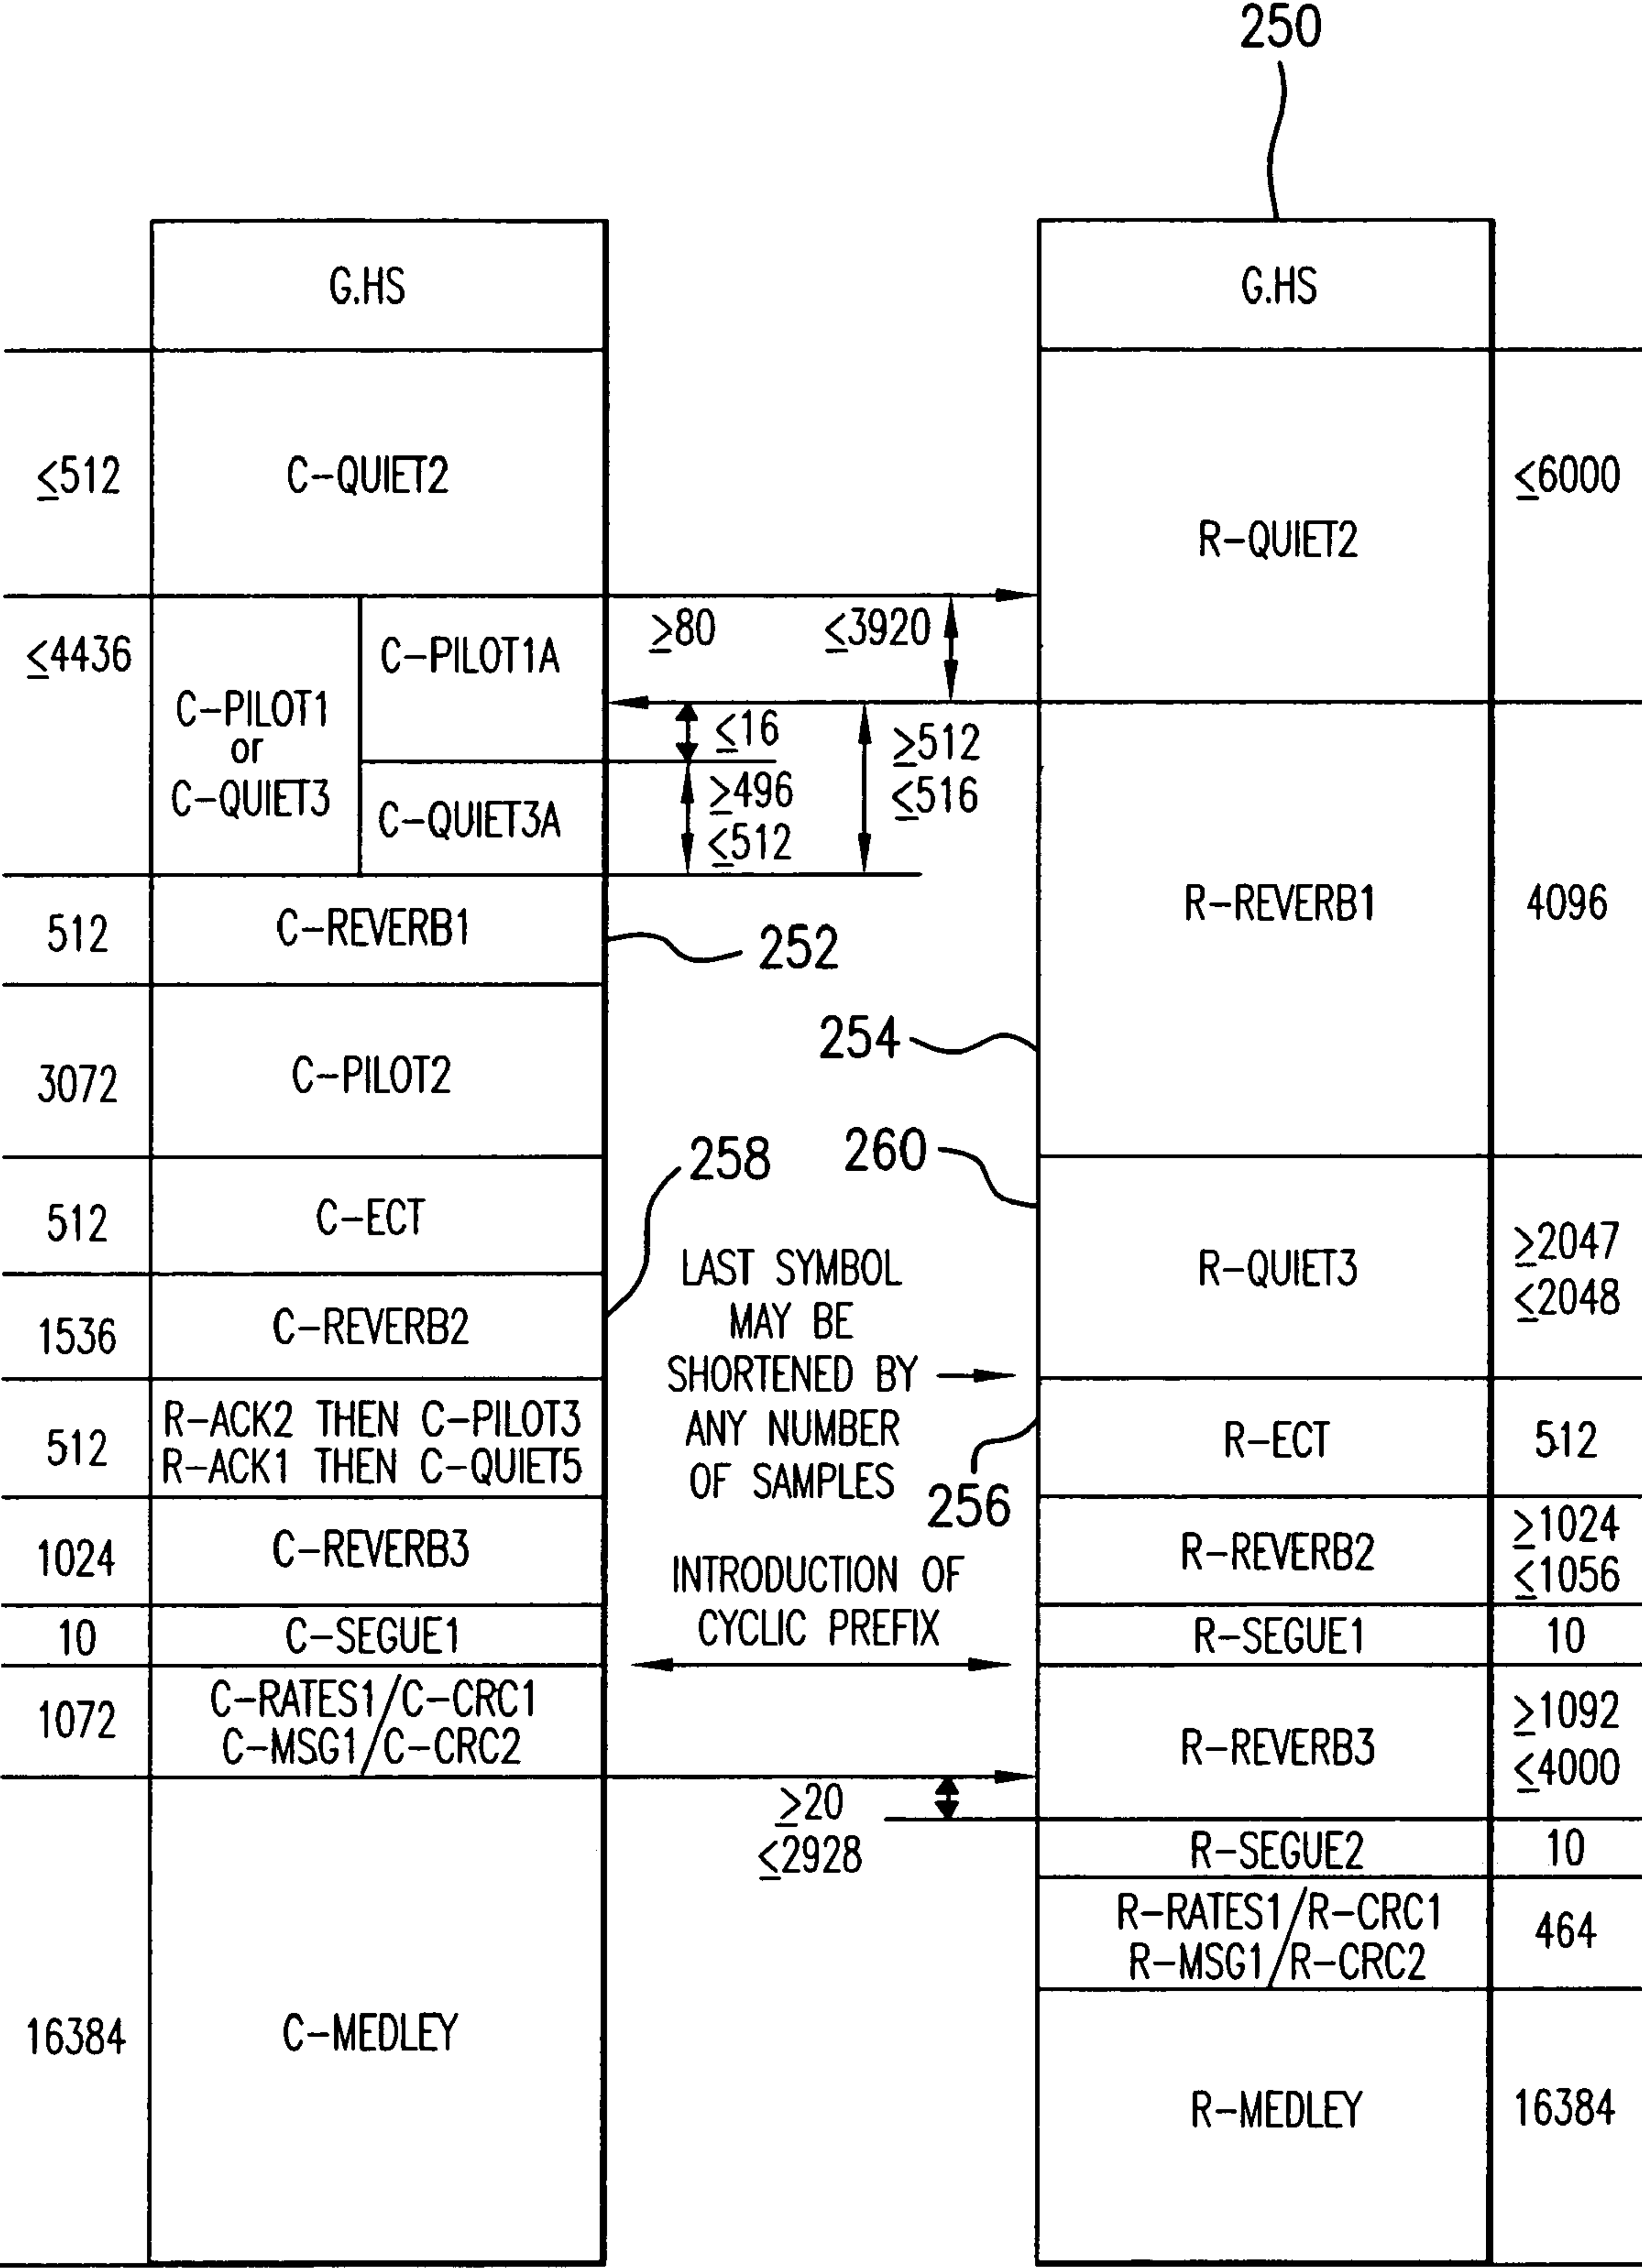 250
G.HS
G.HS
≤512
C-QUIET2
≤6000
R-QUIET2
≤4436
C-PILOT1
or
C-QUIET3
C-PILOT1A
C-QUIET3A
≥80
≤3920
≤16
≥496
≤512
≥512
≤516
R-REVERB1
4096
512
C-REVERB1
252
254
3072
C-PILOT2
260
258
512
C-ECT
R-QUIET3
≥2047
≤2048
1536
C-REVERB2
LAST SYMBOL
MAY BE
SHORTENED BY
ANY NUMBER
OF SAMPLES
512
R-ACK2 THEN C-PILOT3
R-ACK1 THEN C-QUIET5
256
R-ECT
512
1024
C-REVERB3
R-REVERB2
≥1024
≤1056
INTRODUCTION OF
CYCLIC PREFIX
10
C-SEGUE1
R-SEGUE1
10
1072
C-RATES1/C-CRC1
C-MSG1/C-CRC2
R-REVERB3
≥1092
≤4000
≥20
≤2928
R-SEGUE2
10
R-RATES1/R-CRC1
R-MSG1/R-CRC2
464
16384
C-MEDLEY
R-MEDLEY
16384